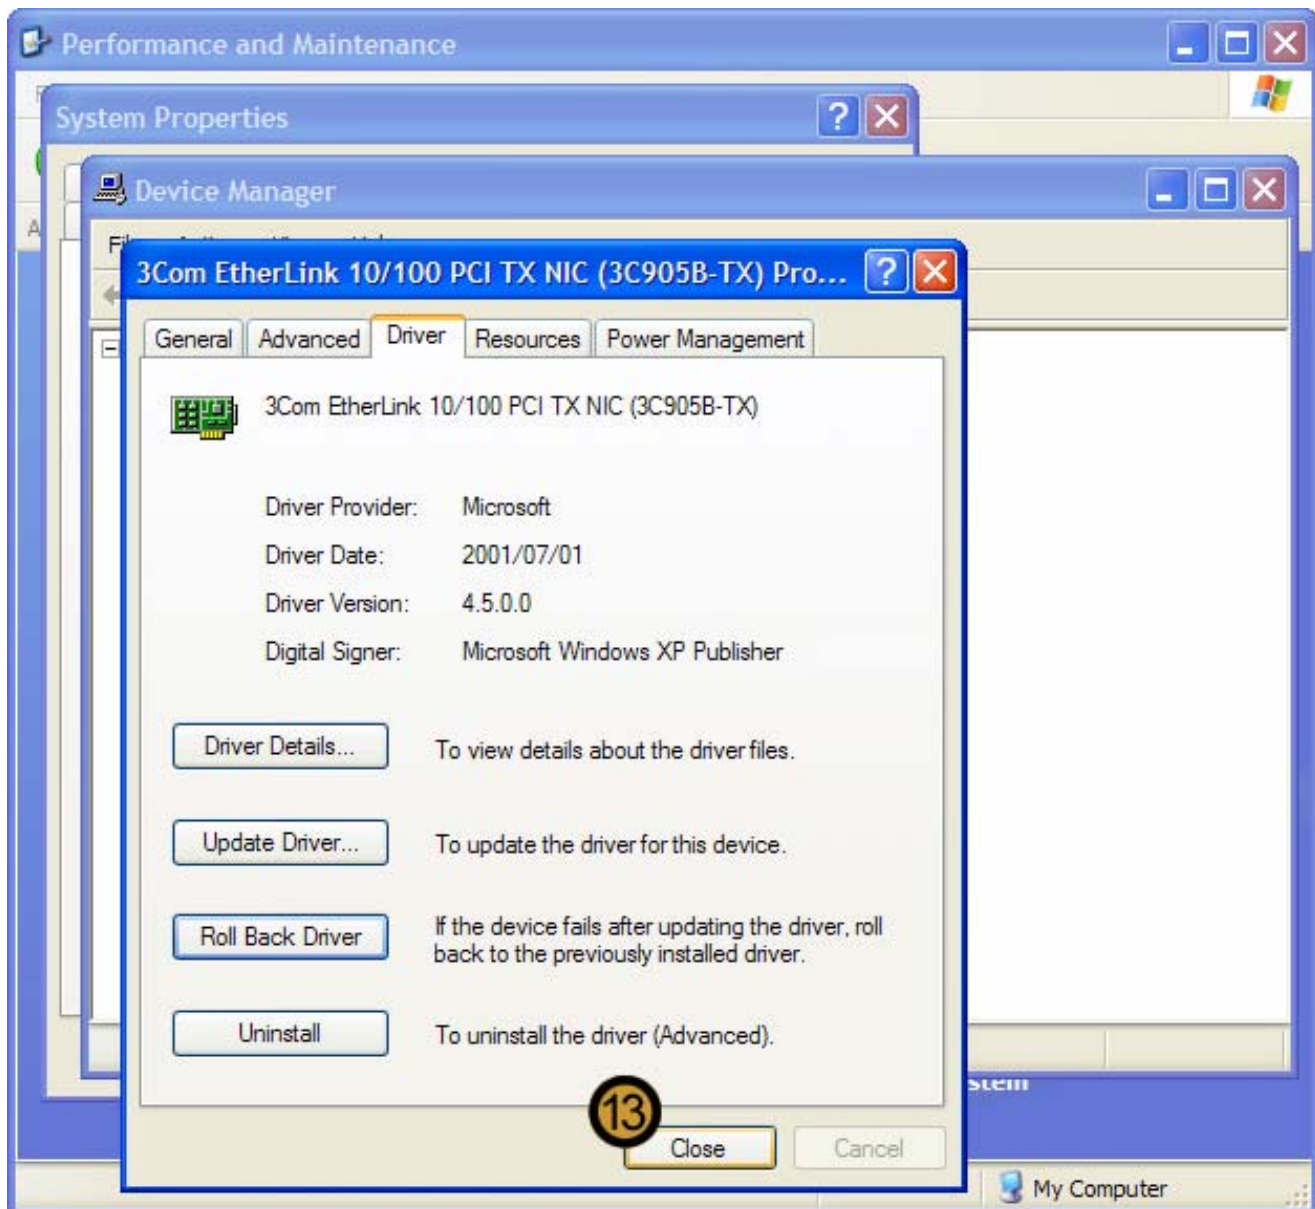 Performance and Maintenance
System Properties
Device Manager
3Com EtherLink 10/100 PCI TX NIC (3C905B-TX) Pro...
General Advanced Driver Resources Power Management
3Com EtherLink 10/100 PCI TX NIC (3C905B-TX)
Driver Provider: Microsoft
Driver Date: 2001/07/01
Driver Version: 4.5.0.0
Digital Signer: Microsoft Windows XP Publisher
Driver Details... To view details about the driver files.
Update Driver... To update the driver for this device.
Roll Back Driver If the device fails after updating the driver, roll
back to the previously installed driver.
Uninstall To uninstall the driver (Advanced).
13
Close Cancel
My Computer